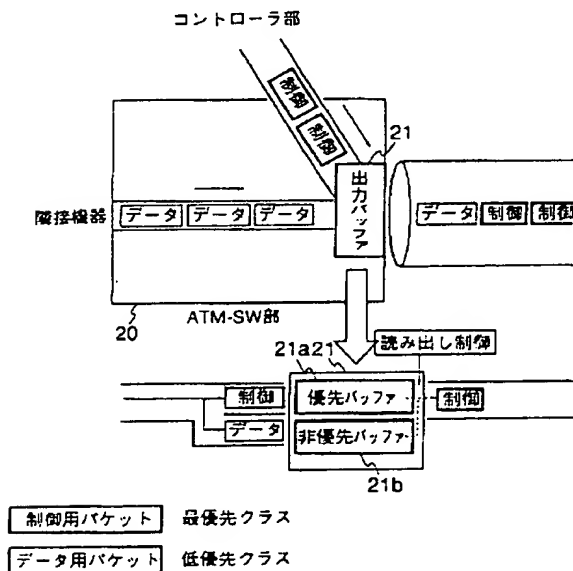 コントローラ部
制御
制御
21
出力バッファ
隣接機器
データ データ データ
データ 制御 制御
20
ATM-SW部
21a 21
読み出し制御
制御
優先バッファ
制御
データ
非優先バッファ
21b
制御用パケット 最優先クラス
データ用パケット 低優先クラス